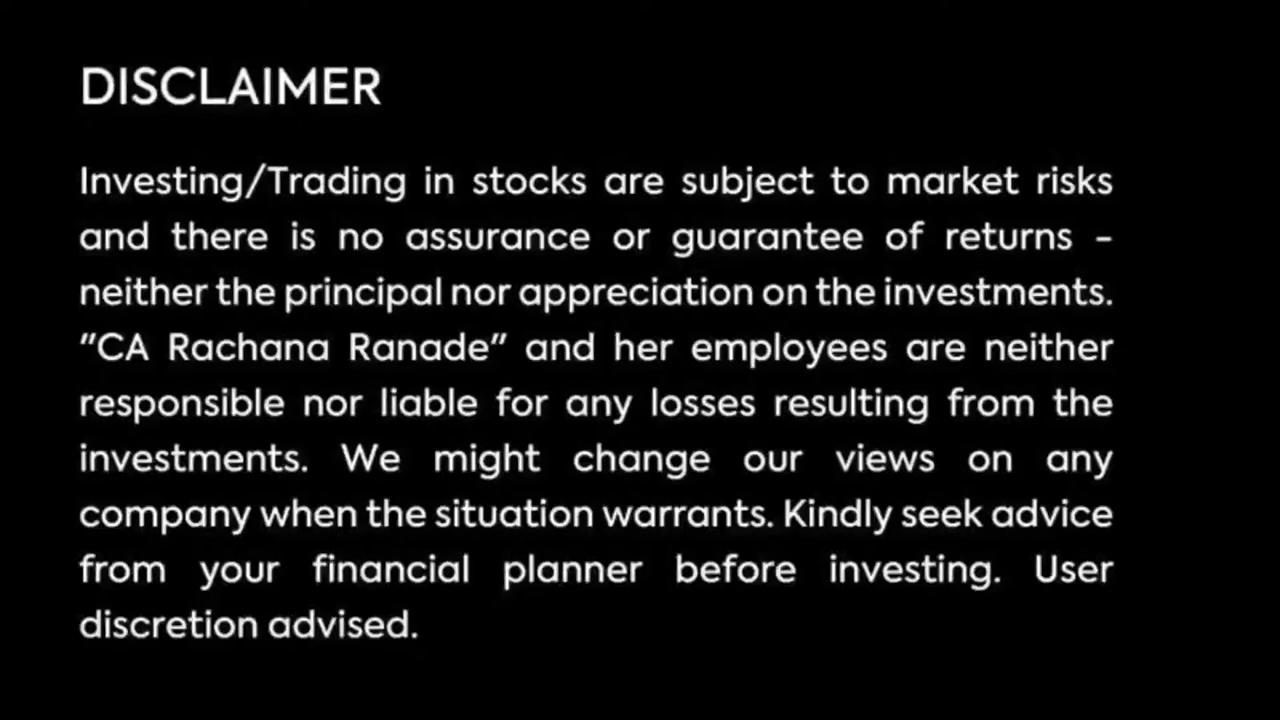 DISCLAIMER
Investing/Trading in stocks are subject to market risks
and there is no assurance or guarantee of returns -
neither the principal nor appreciation on the investments.
"CA Rachana Ranade" and her employees are neither
responsible nor liable for any losses resulting from the
investments. We might change our views on any
company when the situation warrants. Kindly seek advice
from your financial planner before investing. User
discretion advised.